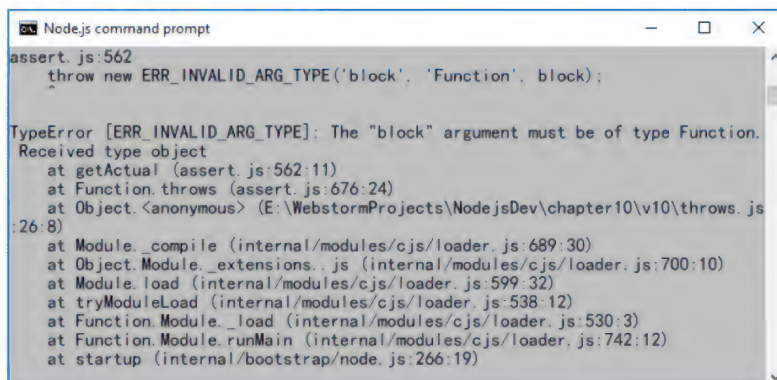 Node.js command prompt
assert.js:562
    throw new ERR_INVALID_ARG_TYPE('block', 'Function', block);
    ^
TypeError [ERR_INVALID_ARG_TYPE]: The "block" argument must be of type Function.
 Received type object
    at getActual (assert.js:562:11)
    at Function.throws (assert.js:676:24)
    at Object.<anonymous> (E:\WebstormProjects\NodejsDev\chapter10\v10\throws.js
:26:8)
    at Module._compile (internal/modules/cjs/loader.js:689:30)
    at Object.Module._extensions..js (internal/modules/cjs/loader.js:700:10)
    at Module.load (internal/modules/cjs/loader.js:599:32)
    at tryModuleLoad (internal/modules/cjs/loader.js:538:12)
    at Function.Module._load (internal/modules/cjs/loader.js:530:3)
    at Function.Module.runMain (internal/modules/cjs/loader.js:742:12)
    at startup (internal/bootstrap/node.js:266:19)